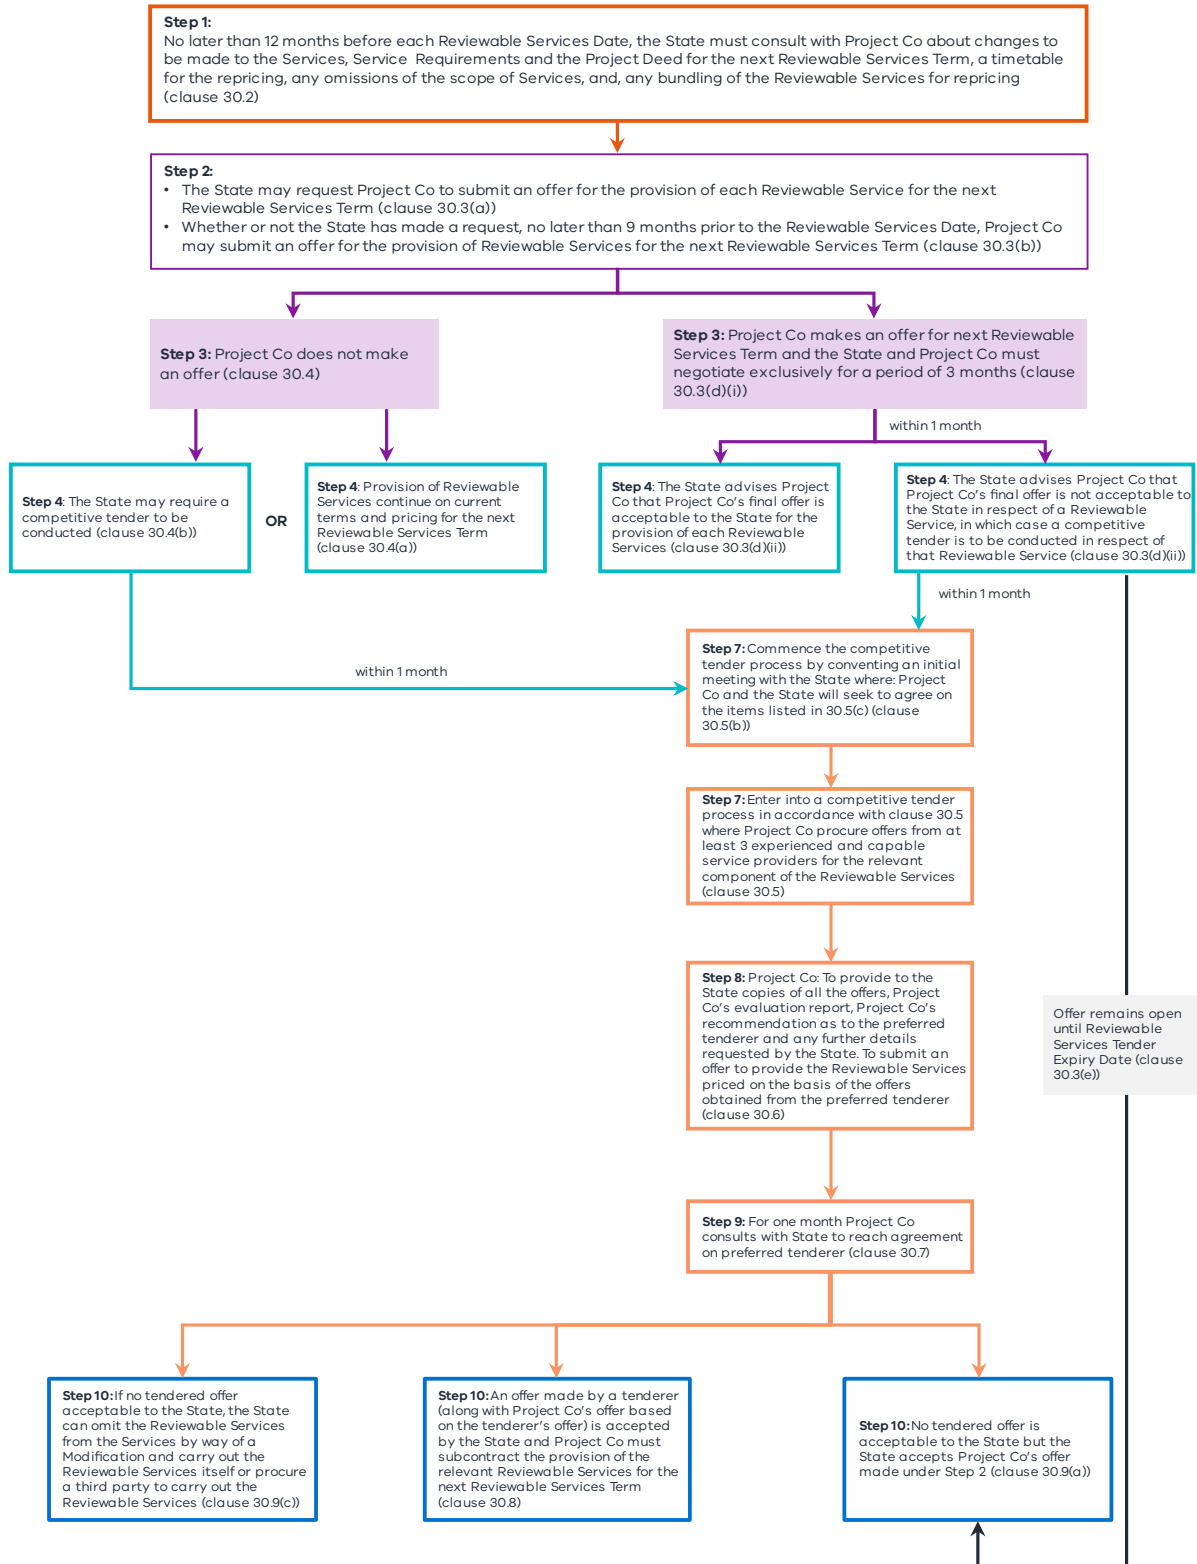 Step 1:
No later than 12 months before each Reviewable Services Date, the State must consult with Project Co about changes to
be made to the Services, Service Requirements and the Project Deed for the next Reviewable Services Term, a timetable
for the repricing, any omissions of the scope of Services, and, any bundling of the Reviewable Services for repricing
(clause 30.2)
Step 2:
• The State may request Project Co to submit an offer for the provision of each Reviewable Service for the next
Reviewable Services Term (clause 30.3(a))
• Whether or not the State has made a request, no later than 9 months prior to the Reviewable Services Date, Project Co
may submit an offer for the provision of Reviewable Services for the next Reviewable Services Term (clause 30.3(b))
Step 3: Project Co does not make
an offer (clause 30.4)
Step 3: Project Co makes an offer for next Reviewable
Services Term and the State and Project Co must
negotiate exclusively for a period of 3 months (clause
30.3(d)(i))
within 1 month
Step 4: The State may require a
competitive tender to be
conducted (clause 30.4(b))
OR
Step 4: Provision of Reviewable
Services continue on current
terms and pricing for the next
Reviewable Services Term
(clause 30.4(a))
Step 4: The State advises Project
Co that Project Co's final offer is
acceptable to the State for the
provision of each Reviewable
Services (clause 30.3(d)(ii))
Step 4: The State advises Project Co that
Project Co's final offer is not acceptable to
the State in respect of a Reviewable
Service, in which case a competitive
tender is to be conducted in respect of
that Reviewable Service (clause 30.3(d)(ii))
within 1 month
within 1 month
Step 7: Commence the competitive
tender process by conventing an initial
meeting with the State where: Project
Co and the State will seek to agree on
the items listed in 30.5(c) (clause
30.5(b))
Step 7: Enter into a competitive tender
process in accordance with clause 30.5
where Project Co procure offers from at
least 3 experienced and capable
service providers for the relevant
component of the Reviewable Services
(clause 30.5)
Step 8: Project Co: To provide to the
State copies of all the offers, Project
Co's evaluation report, Project Co's
recommendation as to the preferred
tenderer and any further details
requested by the State. To submit an
offer to provide the Reviewable Services
priced on the basis of the offers
obtained from the preferred tenderer
(clause 30.6)
Offer remains open
until Reviewable
Services Tender
Expiry Date (clause
30.3(e))
Step 9: For one month Project Co
consults with State to reach agreement
on preferred tenderer (clause 30.7)
Step 10: If no tendered offer
acceptable to the State, the State
can omit the Reviewable Services
from the Services by way of a
Modification and carry out the
Reviewable Services itself or procure
a third party to carry out the
Reviewable Services (clause 30.9(c))
Step 10: An offer made by a tenderer
(along with Project Co's offer based
on the tenderer's offer) is accepted
by the State and Project Co must
subcontract the provision of the
relevant Reviewable Services for the
next Reviewable Services Term
(clause 30.8)
Step 10: No tendered offer is
acceptable to the State but the
State accepts Project Co's offer
made under Step 2 (clause 30.9(a))